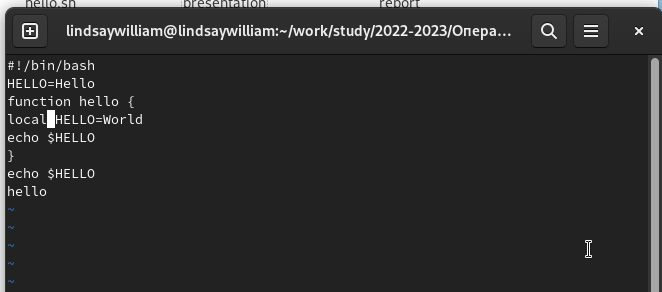 hello.sh presentation report
lindsaywilliam@lindsaywilliam:~/work/study/2022-2023/Опера...
#!/bin/bash
HELLO=Hello
function hello {
local HELLO=World
echo $HELLO
}
echo $HELLO
hello
~
~
~
~
~